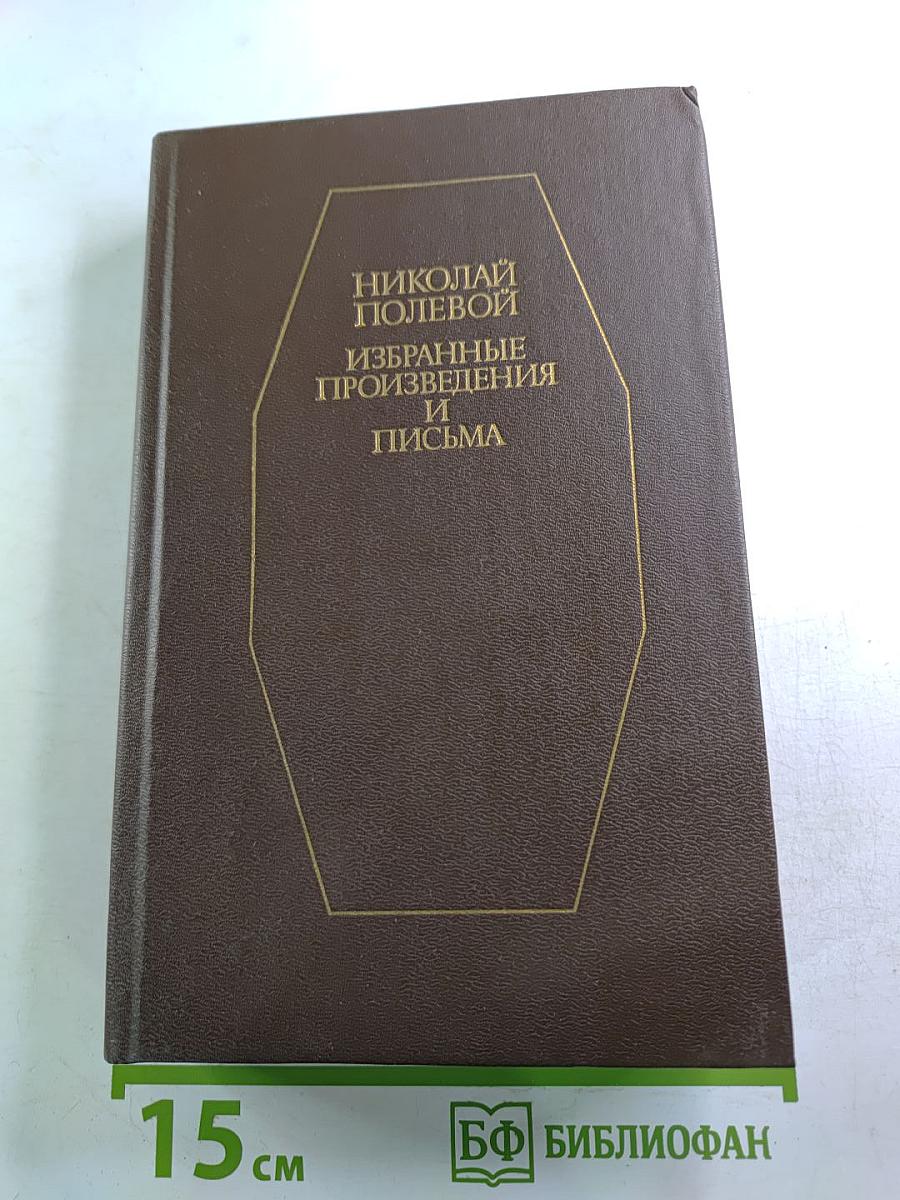 НИКОЛАЙ
ПОЛЕВОЙ
ИЗБРАННЫЕ
ПРОИЗВЕДЕНИЯ
И
ПИСЬМА
15 см
БФ БИБЛИОФАН